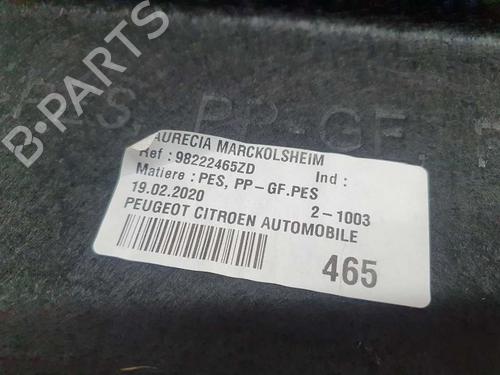 S, PP-GF.
AURECIA MARCKOLSHEIM
Ref : 98222465ZD Ind :
Matiere : PES, PP-GF.PES
19.02.2020 2-1003
PEUGEOT CITROEN AUTOMOBILE
465
B-PARTS